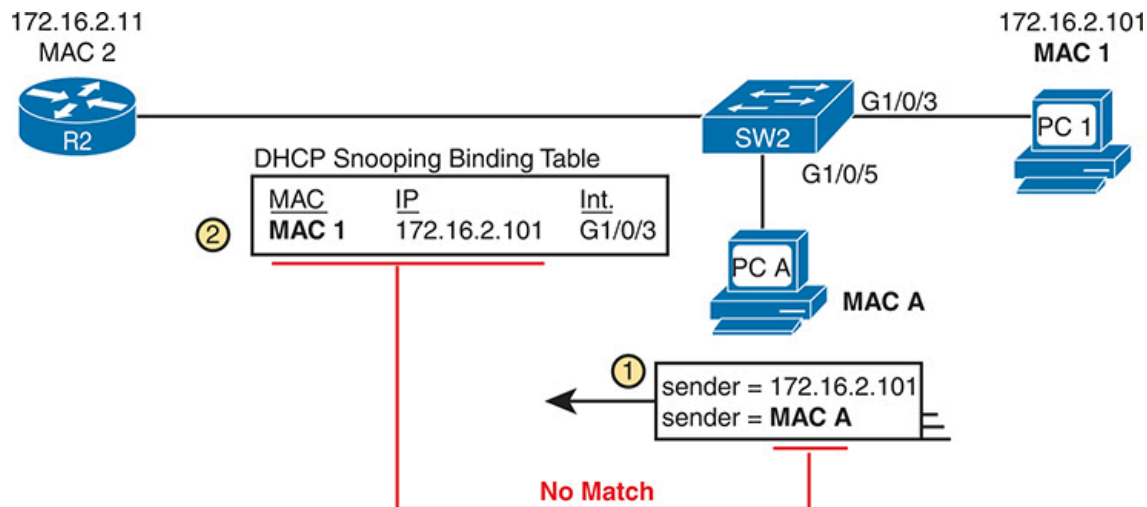 172.16.2.11
MAC 2
R2
172.16.2.101
MAC 1
G1/0/3
PC 1
SW2
G1/0/5
DHCP Snooping Binding Table
MAC IP Int.
2 MAC 1 172.16.2.101 G1/0/3
PC A
MAC A
1
sender = 172.16.2.101
sender = MAC A
No Match